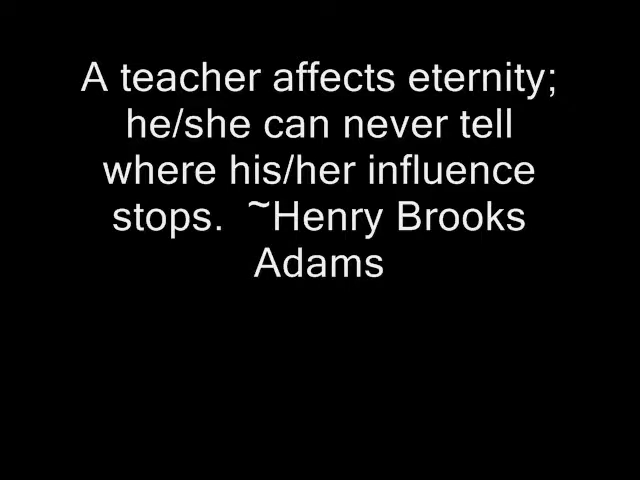 A teacher affects eternity;
he/she can never tell
where his/her influence
stops.  ~Henry Brooks
Adams